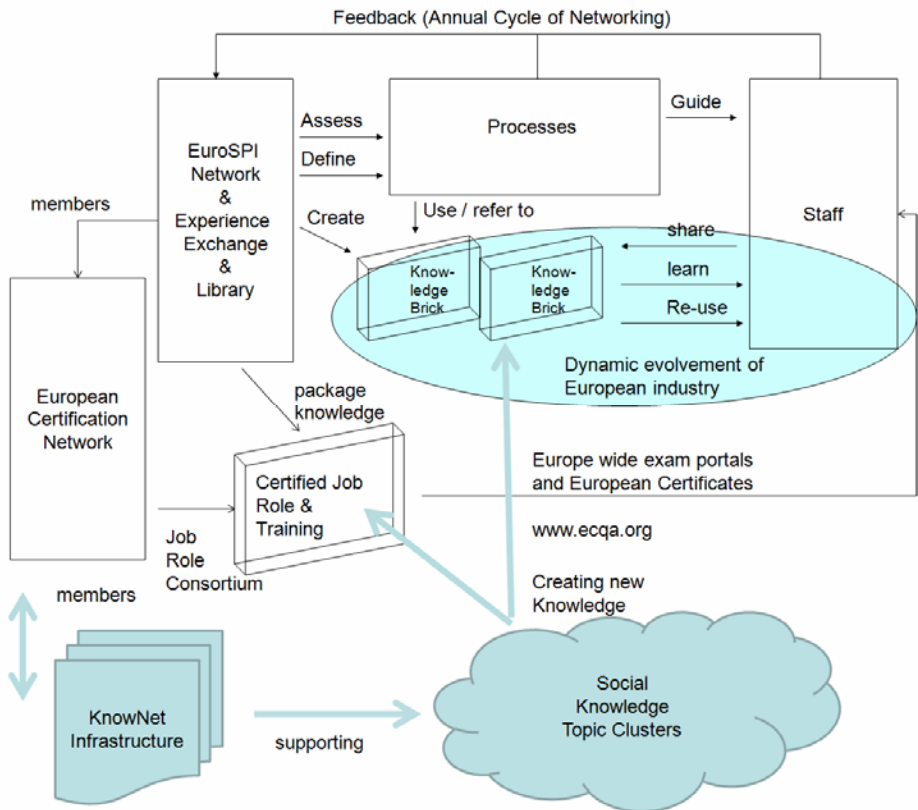 Feedback (Annual Cycle of Networking)
EuroSPI
Network
&
Experience
Exchange
&
Library
Assess
Define
Create
Processes
Guide
Staff
members
Use / refer to
share
learn
Re-use
Know-
ledge
Brick
Know-
ledge
Brick
Dynamic evolvement of
European industry
European
Certification
Network
package
knowledge
Certified Job
Role &
Training
Job
Role
Consortium
Europe wide exam portals
and European Certificates
www.ecqa.org
Creating new
Knowledge
members
KnowNet
Infrastructure
supporting
Social
Knowledge
Topic Clusters